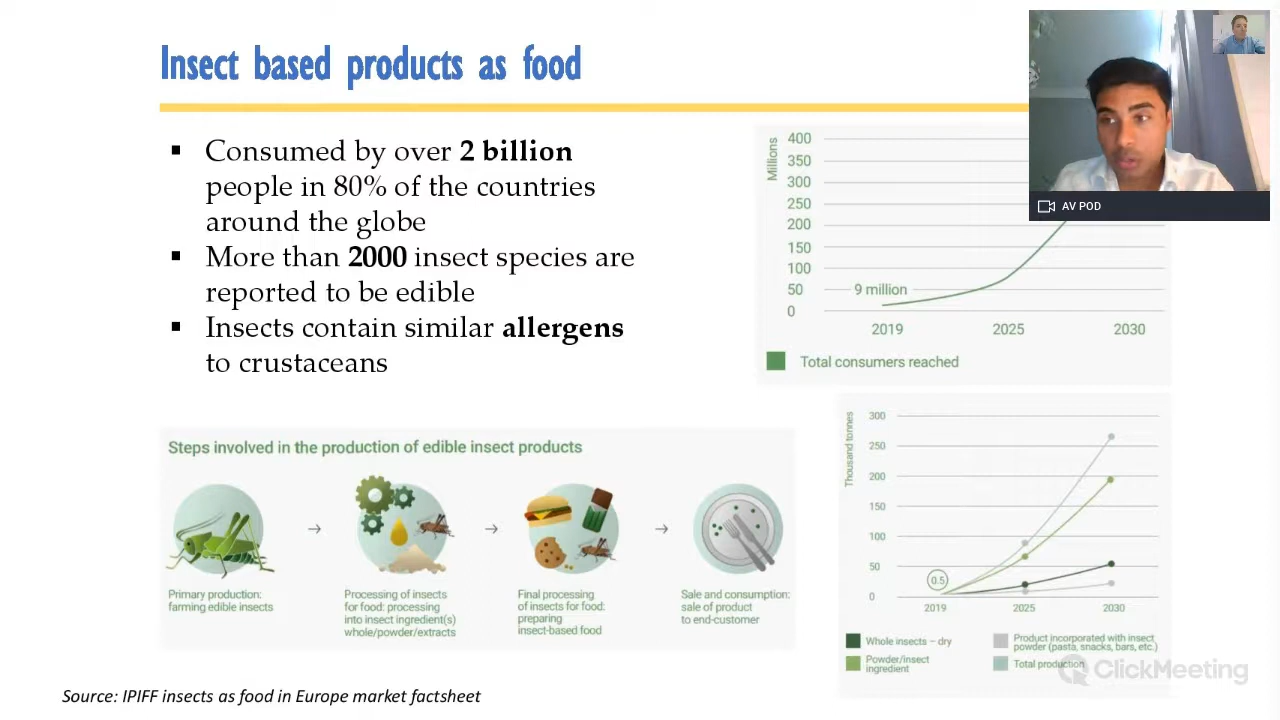 Insect based products as food
▪ Consumed by over 2 billion
people in 80% of the countries
around the globe
▪ More than 2000 insect species are
reported to be edible
▪ Insects contain similar allergens
to crustaceans
AV POD
Millions
400
350
300
250
200
150
100
50
0
9 million
2019 2025 2030
Total consumers reached
Steps involved in the production of edible insect products
Primary production:
farming edible insects
Processing of insects
for food: processing
into insect ingredient(s)
whole/powder/extracts
Final processing
of insects for food:
preparing
insect-based food
Sale and consumption:
sale of product
to end-customer
Thousand tonnes
300
250
200
150
100
50
0
0.5
2019 2025 2030
Whole insects – dry
Powder/insect
ingredient
Product incorporated with insect
powder (pasta, snacks, bars, etc.)
Total production
ClickMeeting
Source: IPIFF insects as food in Europe market factsheet